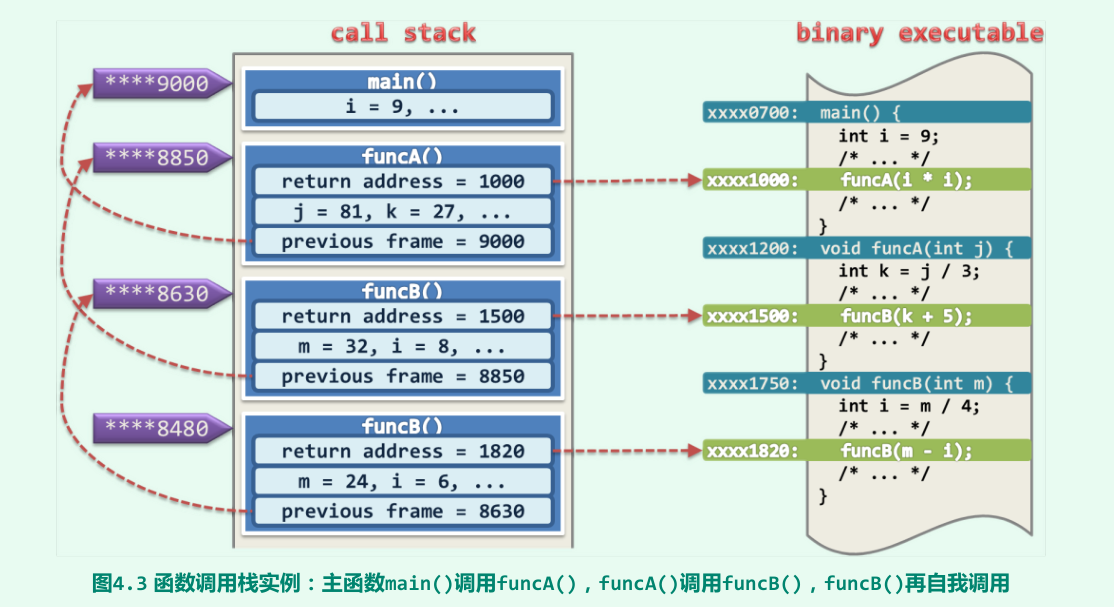 call stack
****9000
main()
i = 9, ...
****8850
funcA()
return address = 1000
j = 81, k = 27, ...
previous frame = 9000
****8630
funcB()
return address = 1500
m = 32, i = 8, ...
previous frame = 8850
****8480
funcB()
return address = 1820
m = 24, i = 6, ...
previous frame = 8630
binary executable
xxxx0700: main() {
int i = 9;
/* ... */
xxxx1000: funcA(i * i);
/* ... */
}
xxxx1200: void funcA(int j) {
int k = j / 3;
/* ... */
xxxx1500: funcB(k + 5);
/* ... */
}
xxxx1750: void funcB(int m) {
int i = m / 4;
/* ... */
xxxx1820: funcB(m - i);
/* ... */
}
图4.3 函数调用栈实例：主函数main()调用funcA()，funcA()调用funcB()，funcB()再自我调用